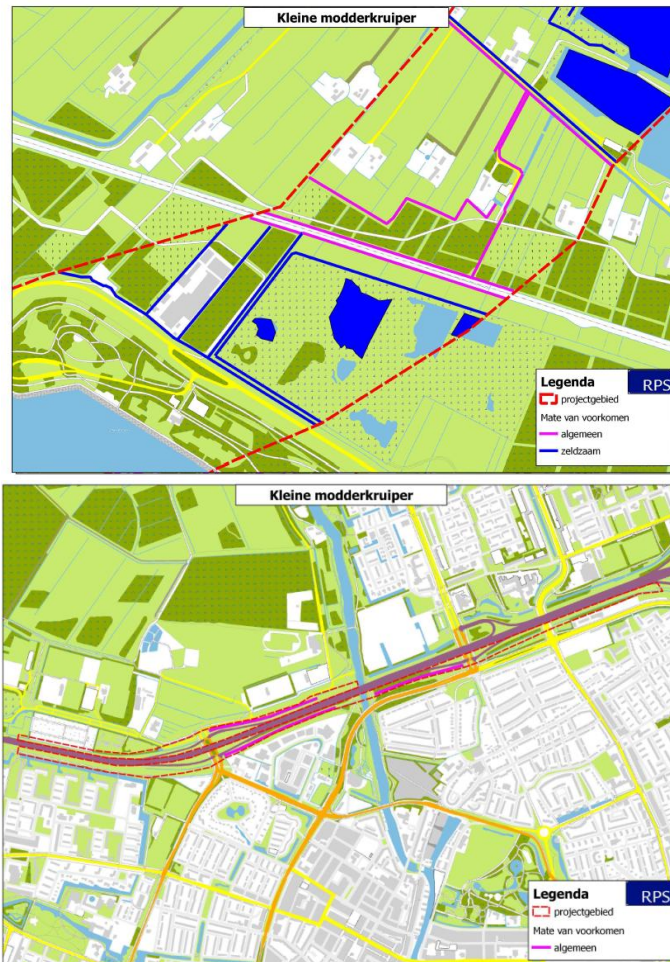 Kleine modderkruiper
Legenda
RPS
projectgebied
Mate van voorkomen
algemeen
zeldzaam
Kleine modderkruiper
Legenda
RPS
projectgebied
Mate van voorkomen
algemeen